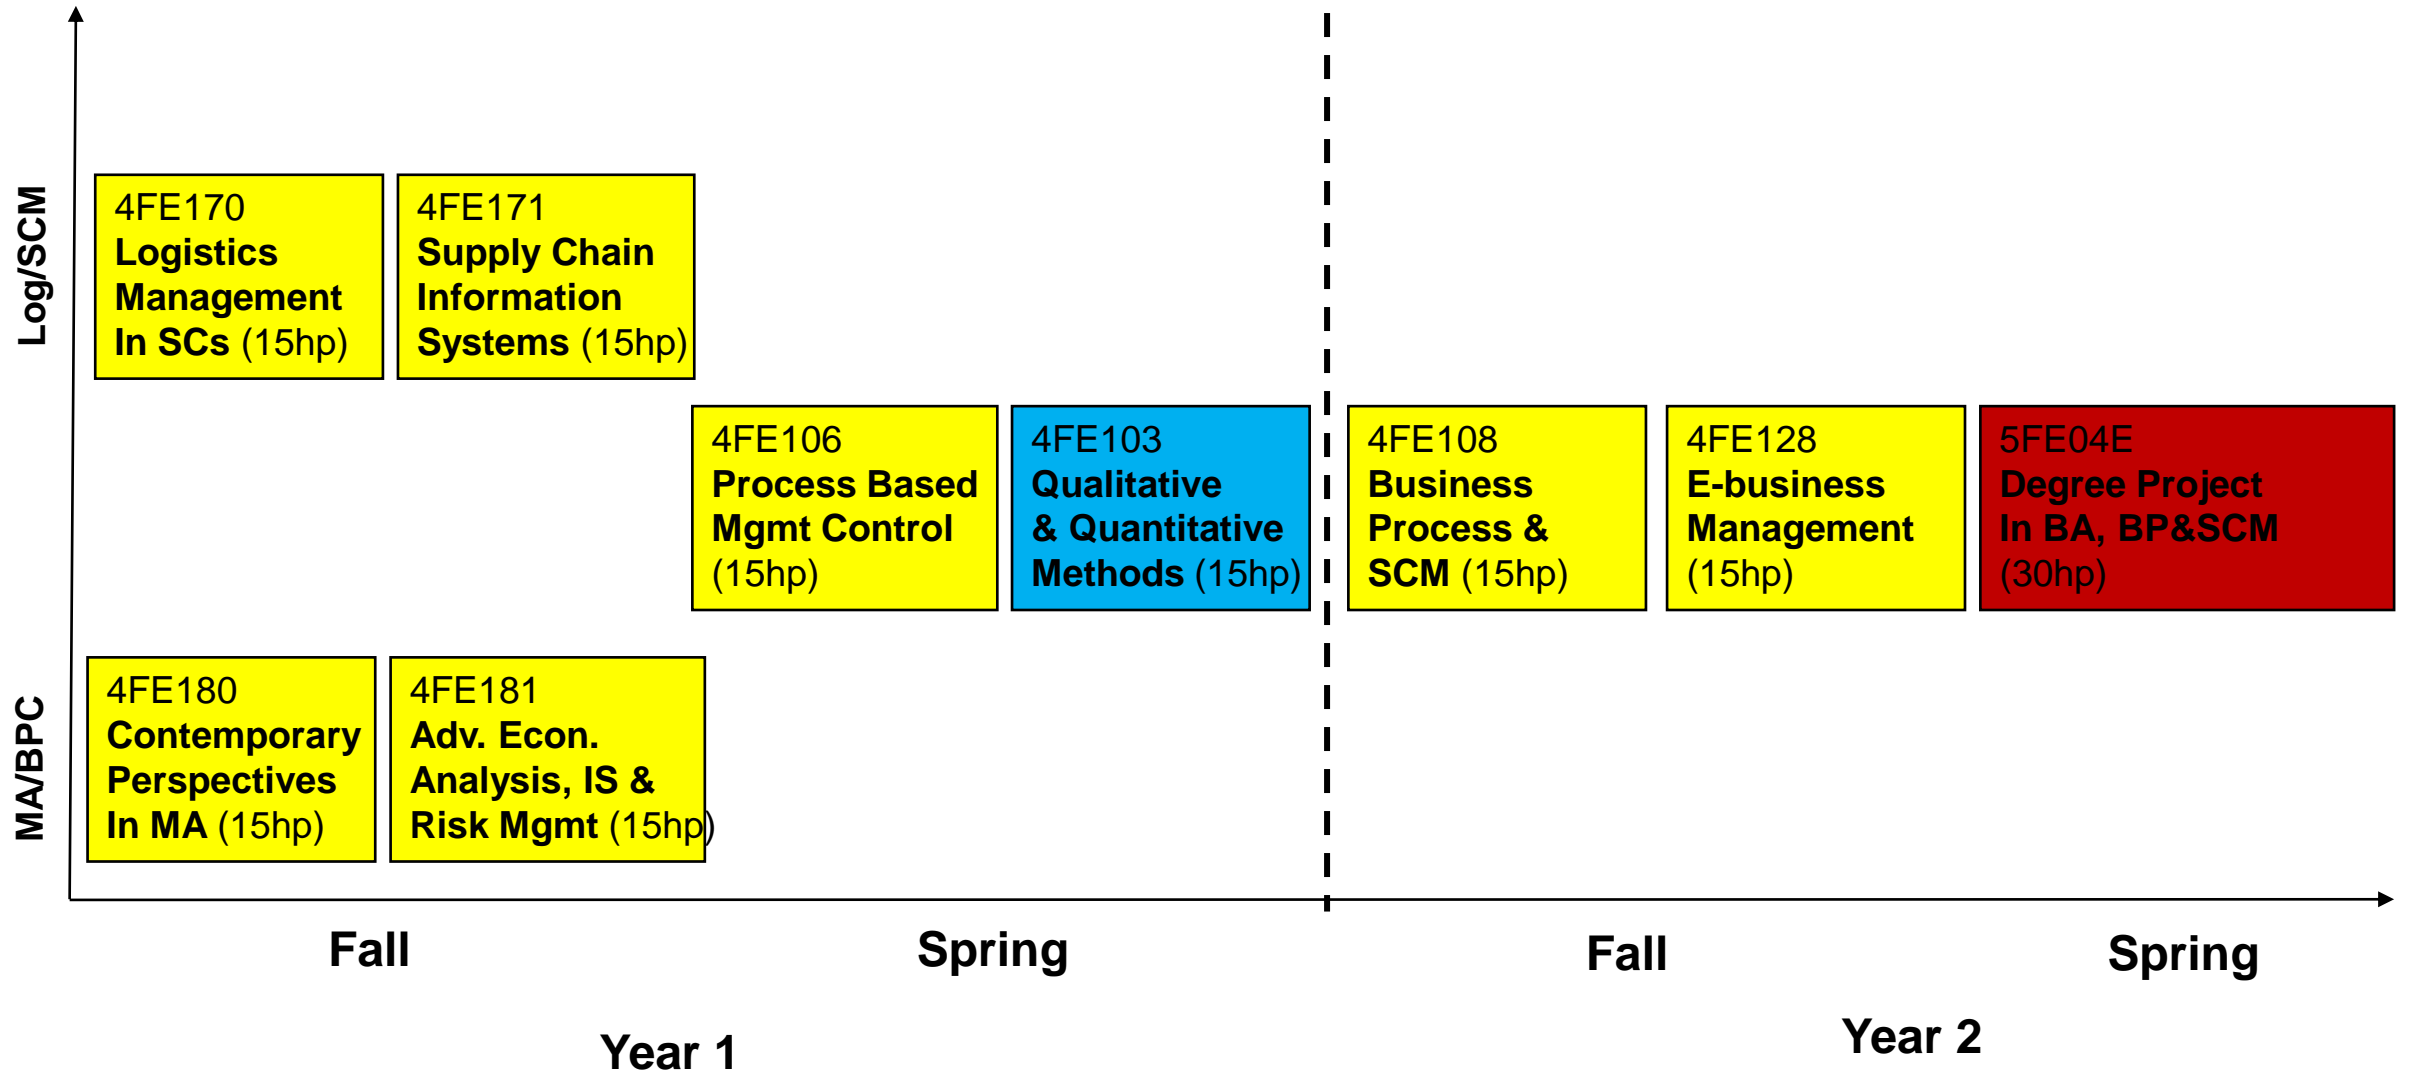 Log/SCM
4FE170
Logistics
Management
In SCs (15hp)
4FE171
Supply Chain
Information
Systems (15hp)
4FE106
Process Based
Mgmt Control
(15hp)
4FE103
Qualitative
& Quantitative
Methods (15hp)
4FE108
Business
Process &
SCM (15hp)
4FE128
E-business
Management
(15hp)
5FE04E
Degree Project
In BA, BP&SCM
(30hp)
MA/BPC
4FE180
Contemporary
Perspectives
In MA (15hp)
4FE181
Adv. Econ.
Analysis, IS &
Risk Mgmt (15hp)
Fall
Spring
Fall
Spring
Year 1
Year 2